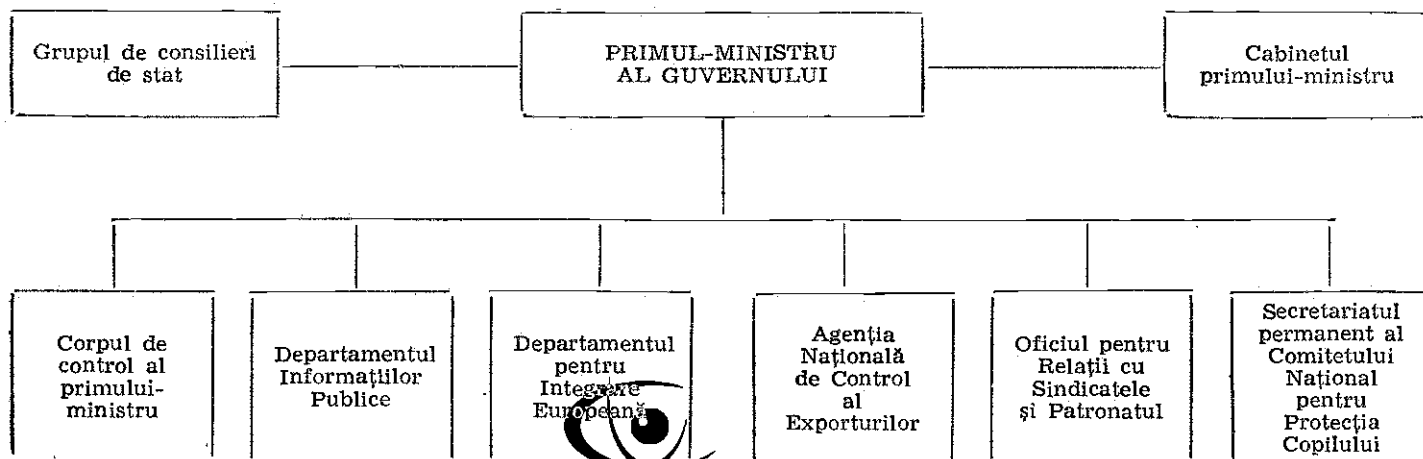 Grupul de consilieri
de stat
PRIMUL-MINISTRU
AL GUVERNULUI
Cabinetul
primului-ministru
Corpul de
control al
primului-
ministru
Departamentul
Informațiilor
Publice
Departamentul
pentru
Integrare
Europeană
Agenția
Națională
de Control
al
Exporturilor
Oficiul pentru
Relații cu
Sindicatele
și Patronatul
Secretariatul
permanent al
Comitetului
Național
pentru
Protecția
Copilului